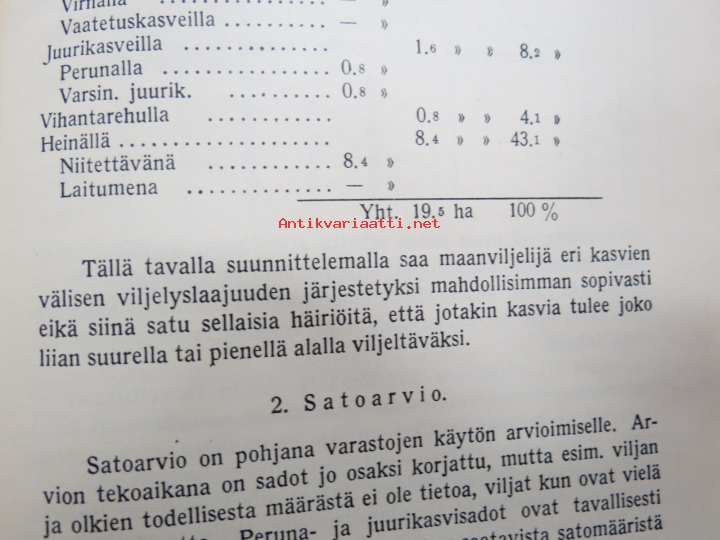 Virnalla . . . . . . . . . . . . . . . — »
Vaatetuskasveilla . . . . . . . . . — »
Juurikasveilla . . . . . . . . . . . . . . 1.6 » » 8.2 »
Perunalla . . . . . . . . . . . . . . . . 0.8 »
Varsin. juurik. . . . . . . . . . . 0.8 »
Vihantarehulla . . . . . . . . . . . . 0.8 » » 4.1 »
Heinällä . . . . . . . . . . . . . . . . . . . . 8.4 » » 43.1 »
Niitettävänä . . . . . . . . . . . . 8.4 »
Laitumena . . . . . . . . . . . . . . — »
Yht. 19.5 ha 100 %
Antikvariaatti.net
Tällä tavalla suunnittelemalla saa maanviljelijä eri kasvien
välisen viljelyslaajuuden järjestetyksi mahdollisimman sopivasti
eikä siinä satu sellaisia häiriöitä, että jotakin kasvia tulee joko
liian suurella tai pienellä alalla viljeltäväksi.
2. Satoarvio.
Satoarvio on pohjana varastojen käytön arvioimiselle. Ar-
vion tekoaikana on sadot jo osaksi korjattu, mutta esim. viljan
ja olkien todellisesta määrästä ei ole tietoa, viljat kun ovat vielä
Peruna- ja juurikasvisadot ovat tavallisesti
satomääristä